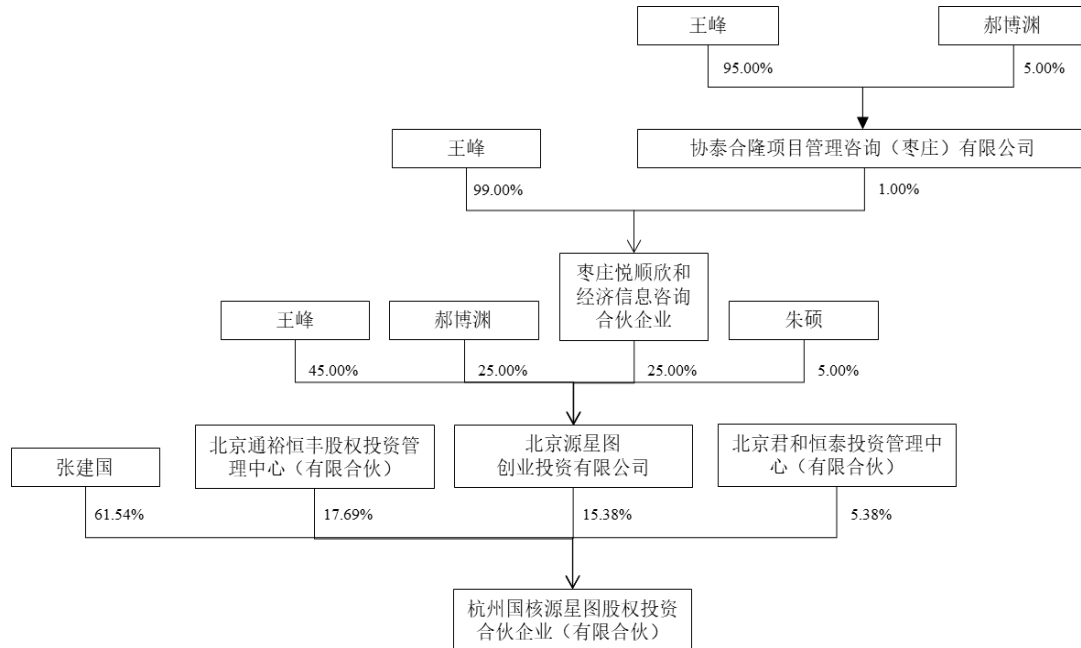 王峰
郝博渊
95.00%
5.00%
王峰
协泰合隆项目管理咨询（枣庄）有限公司
99.00%
1.00%
枣庄悦顺欣和
经济信息咨询
合伙企业
王峰
郝博渊
朱硕
45.00%
25.00%
25.00%
5.00%
张建国
北京通裕恒丰股权投资管
理中心（有限合伙）
北京源星图
创业投资有限公司
北京君和恒泰投资管理中
心（有限合伙）
61.54%
17.69%
15.38%
5.38%
杭州国核源星图股权投资
合伙企业（有限合伙）